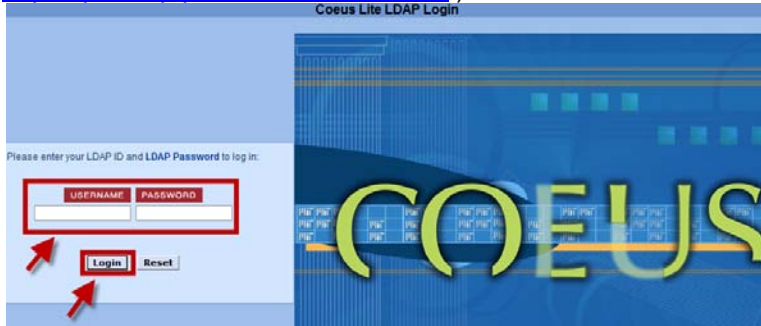 Coeus Lite LDAP Login
Please enter your LDAP ID and LDAP Password to log in:
USERNAME PASSWORD
Login Reset
COEUS